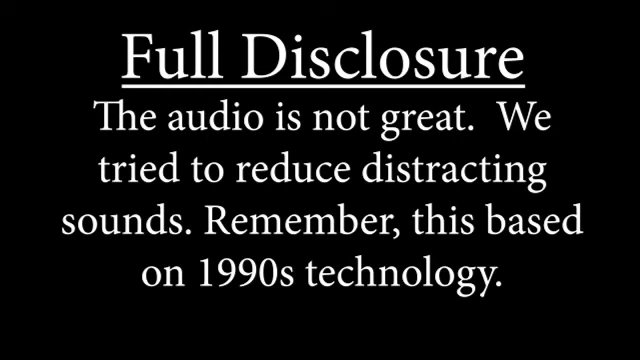 Full Disclosure
The audio is not great.  We
tried to reduce distracting
sounds. Remember, this based
on 1990s technology.